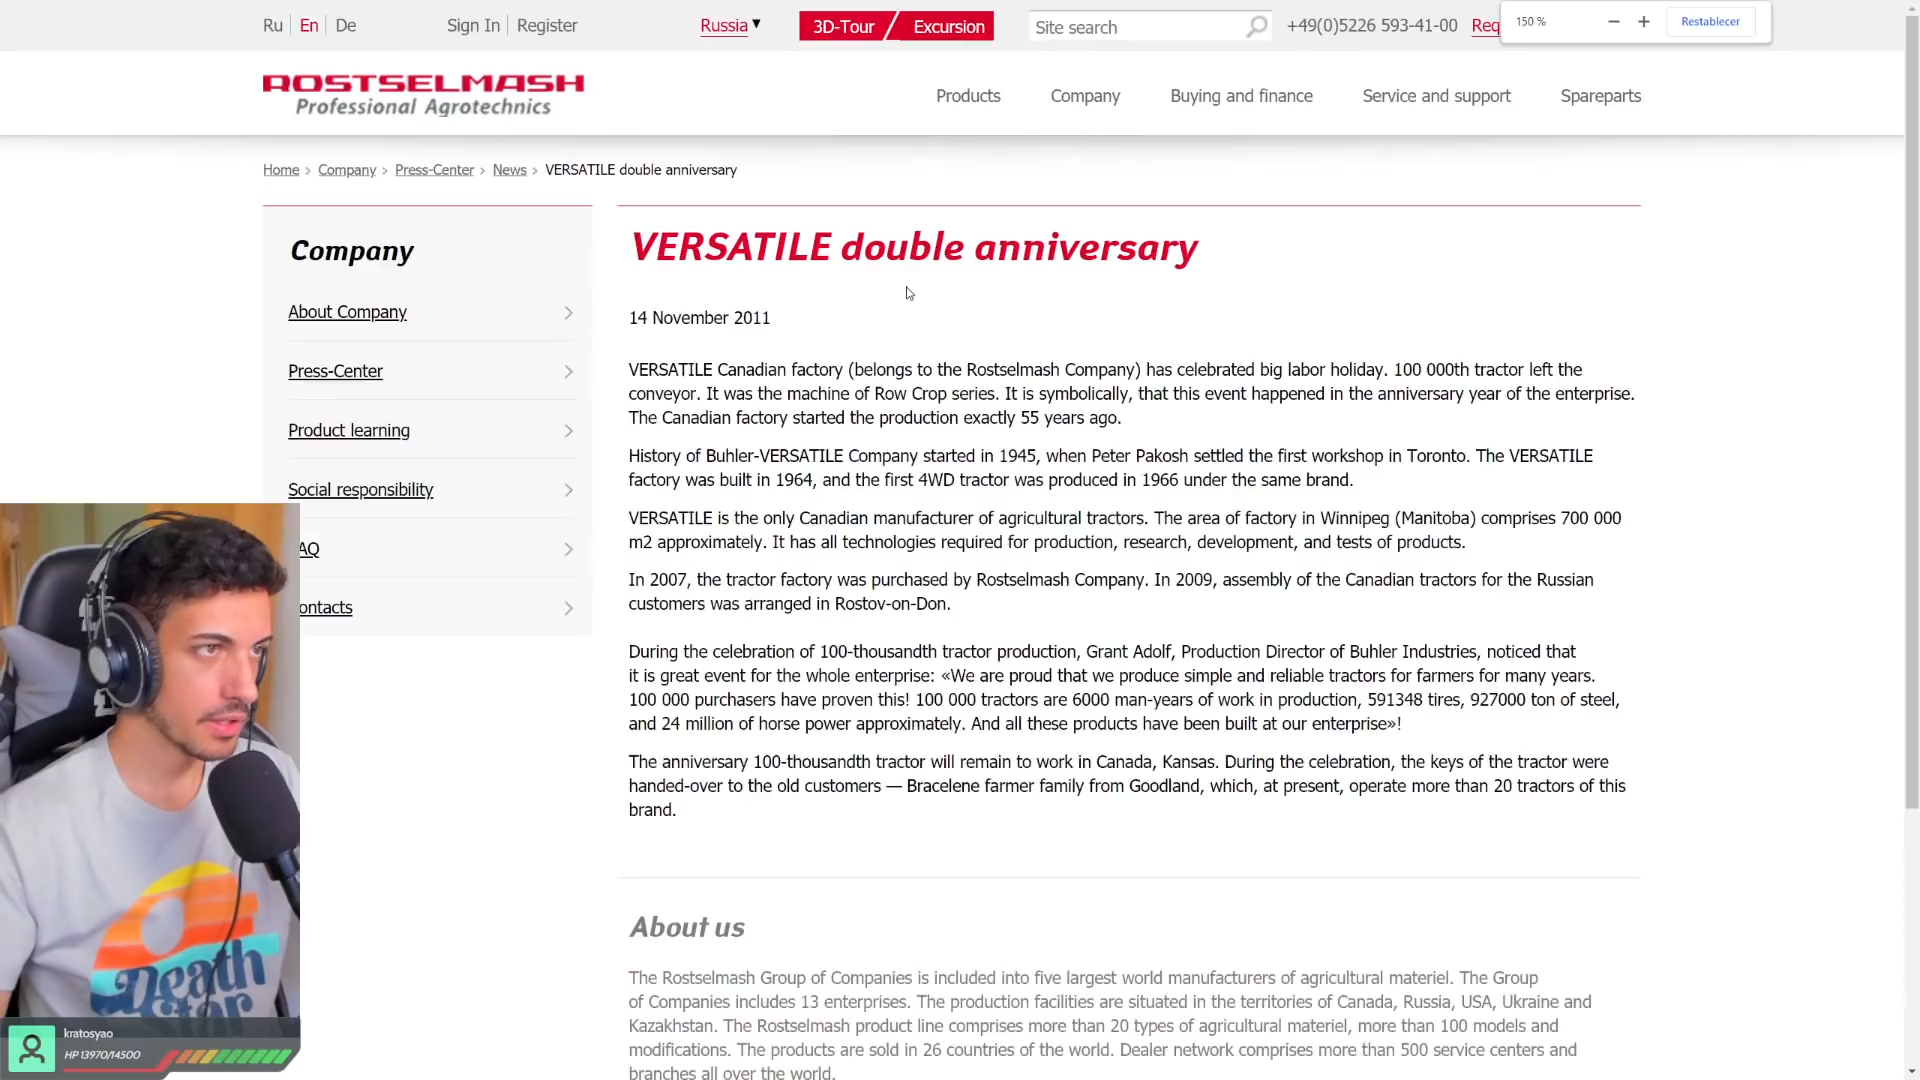 Ru En De
Sign In Register
Russia ▼
3D-Tour Excursion
Site search
+49(0)5226 593-41-00 Req
150 % − + Restablecer
ROSTSELMASH
Professional Agrotechnics
Products Company Buying and finance Service and support Spareparts
Home > Company > Press-Center > News > VERSATILE double anniversary
Company
About Company
Press-Center
Product learning
Social responsibility
AQ
ontacts
VERSATILE double anniversary
14 November 2011
VERSATILE Canadian factory (belongs to the Rostselmash Company) has celebrated big labor holiday. 100 000th tractor left the
conveyor. It was the machine of Row Crop series. It is symbolically, that this event happened in the anniversary year of the enterprise.
The Canadian factory started the production exactly 55 years ago.
History of Buhler-VERSATILE Company started in 1945, when Peter Pakosh settled the first workshop in Toronto. The VERSATILE
factory was built in 1964, and the first 4WD tractor was produced in 1966 under the same brand.
VERSATILE is the only Canadian manufacturer of agricultural tractors. The area of factory in Winnipeg (Manitoba) comprises 700 000
m2 approximately. It has all technologies required for production, research, development, and tests of products.
In 2007, the tractor factory was purchased by Rostselmash Company. In 2009, assembly of the Canadian tractors for the Russian
customers was arranged in Rostov-on-Don.
During the celebration of 100-thousandth tractor production, Grant Adolf, Production Director of Buhler Industries, noticed that
it is great event for the whole enterprise: «We are proud that we produce simple and reliable tractors for farmers for many years.
100 000 purchasers have proven this! 100 000 tractors are 6000 man-years of work in production, 591348 tires, 927000 ton of steel,
and 24 million of horse power approximately. And all these products have been built at our enterprise»!
The anniversary 100-thousandth tractor will remain to work in Canada, Kansas. During the celebration, the keys of the tractor were
handed-over to the old customers — Bracelene farmer family from Goodland, which, at present, operate more than 20 tractors of this
brand.
About us
The Rostselmash Group of Companies is included into five largest world manufacturers of agricultural materiel. The Group
of Companies includes 13 enterprises. The production facilities are situated in the territories of Canada, Russia, USA, Ukraine and
Kazakhstan. The Rostselmash product line comprises more than 20 types of agricultural materiel, more than 100 models and
modifications. The products are sold in 26 countries of the world. Dealer network comprises more than 500 service centers and
branches all over the world.
Death
Star
kratosyao
HP 13970/14500